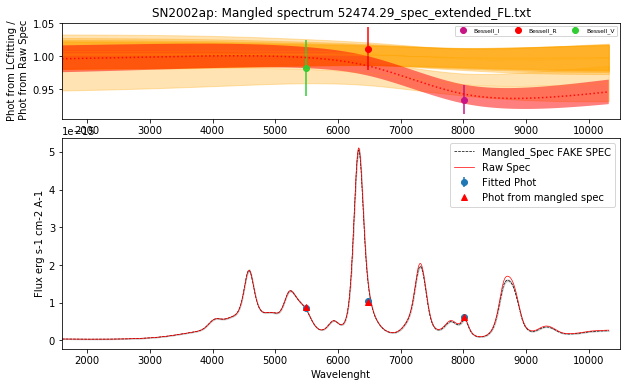 SN2002ap: Mangled spectrum 52474.29_spec_extended_FL.txt
Phot from LCfitting /
Phot from Raw Spec
1.05
1.00
0.95
Bessell_I
Bessell_R
Bessell_V
2000 3000 4000 5000 6000 7000 8000 9000 10000
1e−15
Flux erg s-1 cm-2 A-1
5
4
3
2
1
0
Mangled_Spec FAKE SPEC
Raw Spec
Fitted Phot
Phot from mangled spec
2000 3000 4000 5000 6000 7000 8000 9000 10000
Wavelenght